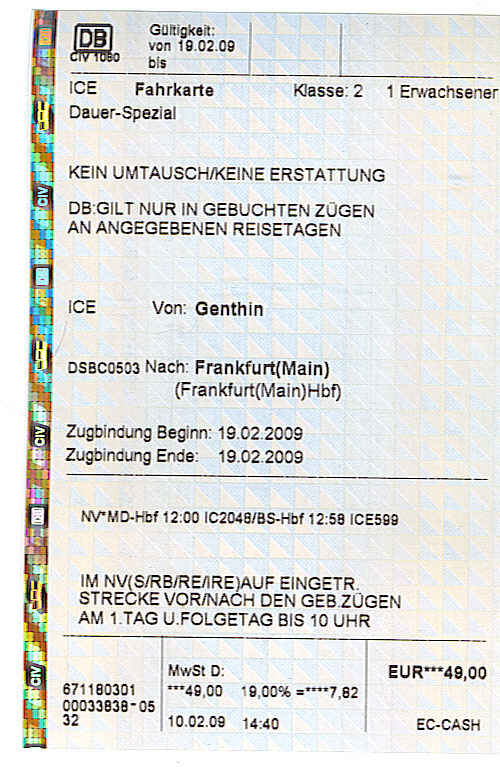 DB
CIV 1080
Gültigkeit:
von 19.02.09
bis
ICE Fahrkarte Klasse: 2 1 Erwachsener
Dauer-Spezial
KEIN UMTAUSCH/KEINE ERSTATTUNG
DB:GILT NUR IN GEBUCHTEN ZÜGEN
AN ANGEGEBENEN REISETAGEN
ICE Von: Genthin
DSBC0503 Nach: Frankfurt(Main)
(Frankfurt(Main)Hbf)
Zugbindung Beginn: 19.02.2009
Zugbindung Ende: 19.02.2009
NV*MD-Hbf 12:00 IC2048/BS-Hbf 12:58 ICE599
IM NV(S/RB/RE/IRE)AUF EINGETR.
STRECKE VOR/NACH DEN GEB.ZÜGEN
AM 1.TAG U.FOLGETAG BIS 10 UHR
MwSt D: EUR***49,00
671180301 ***49,00 19,00% =****7,82
00033838-05
32 10.02.09 14:40 EC-CASH
CIV
DB
CIV
DB
CIV